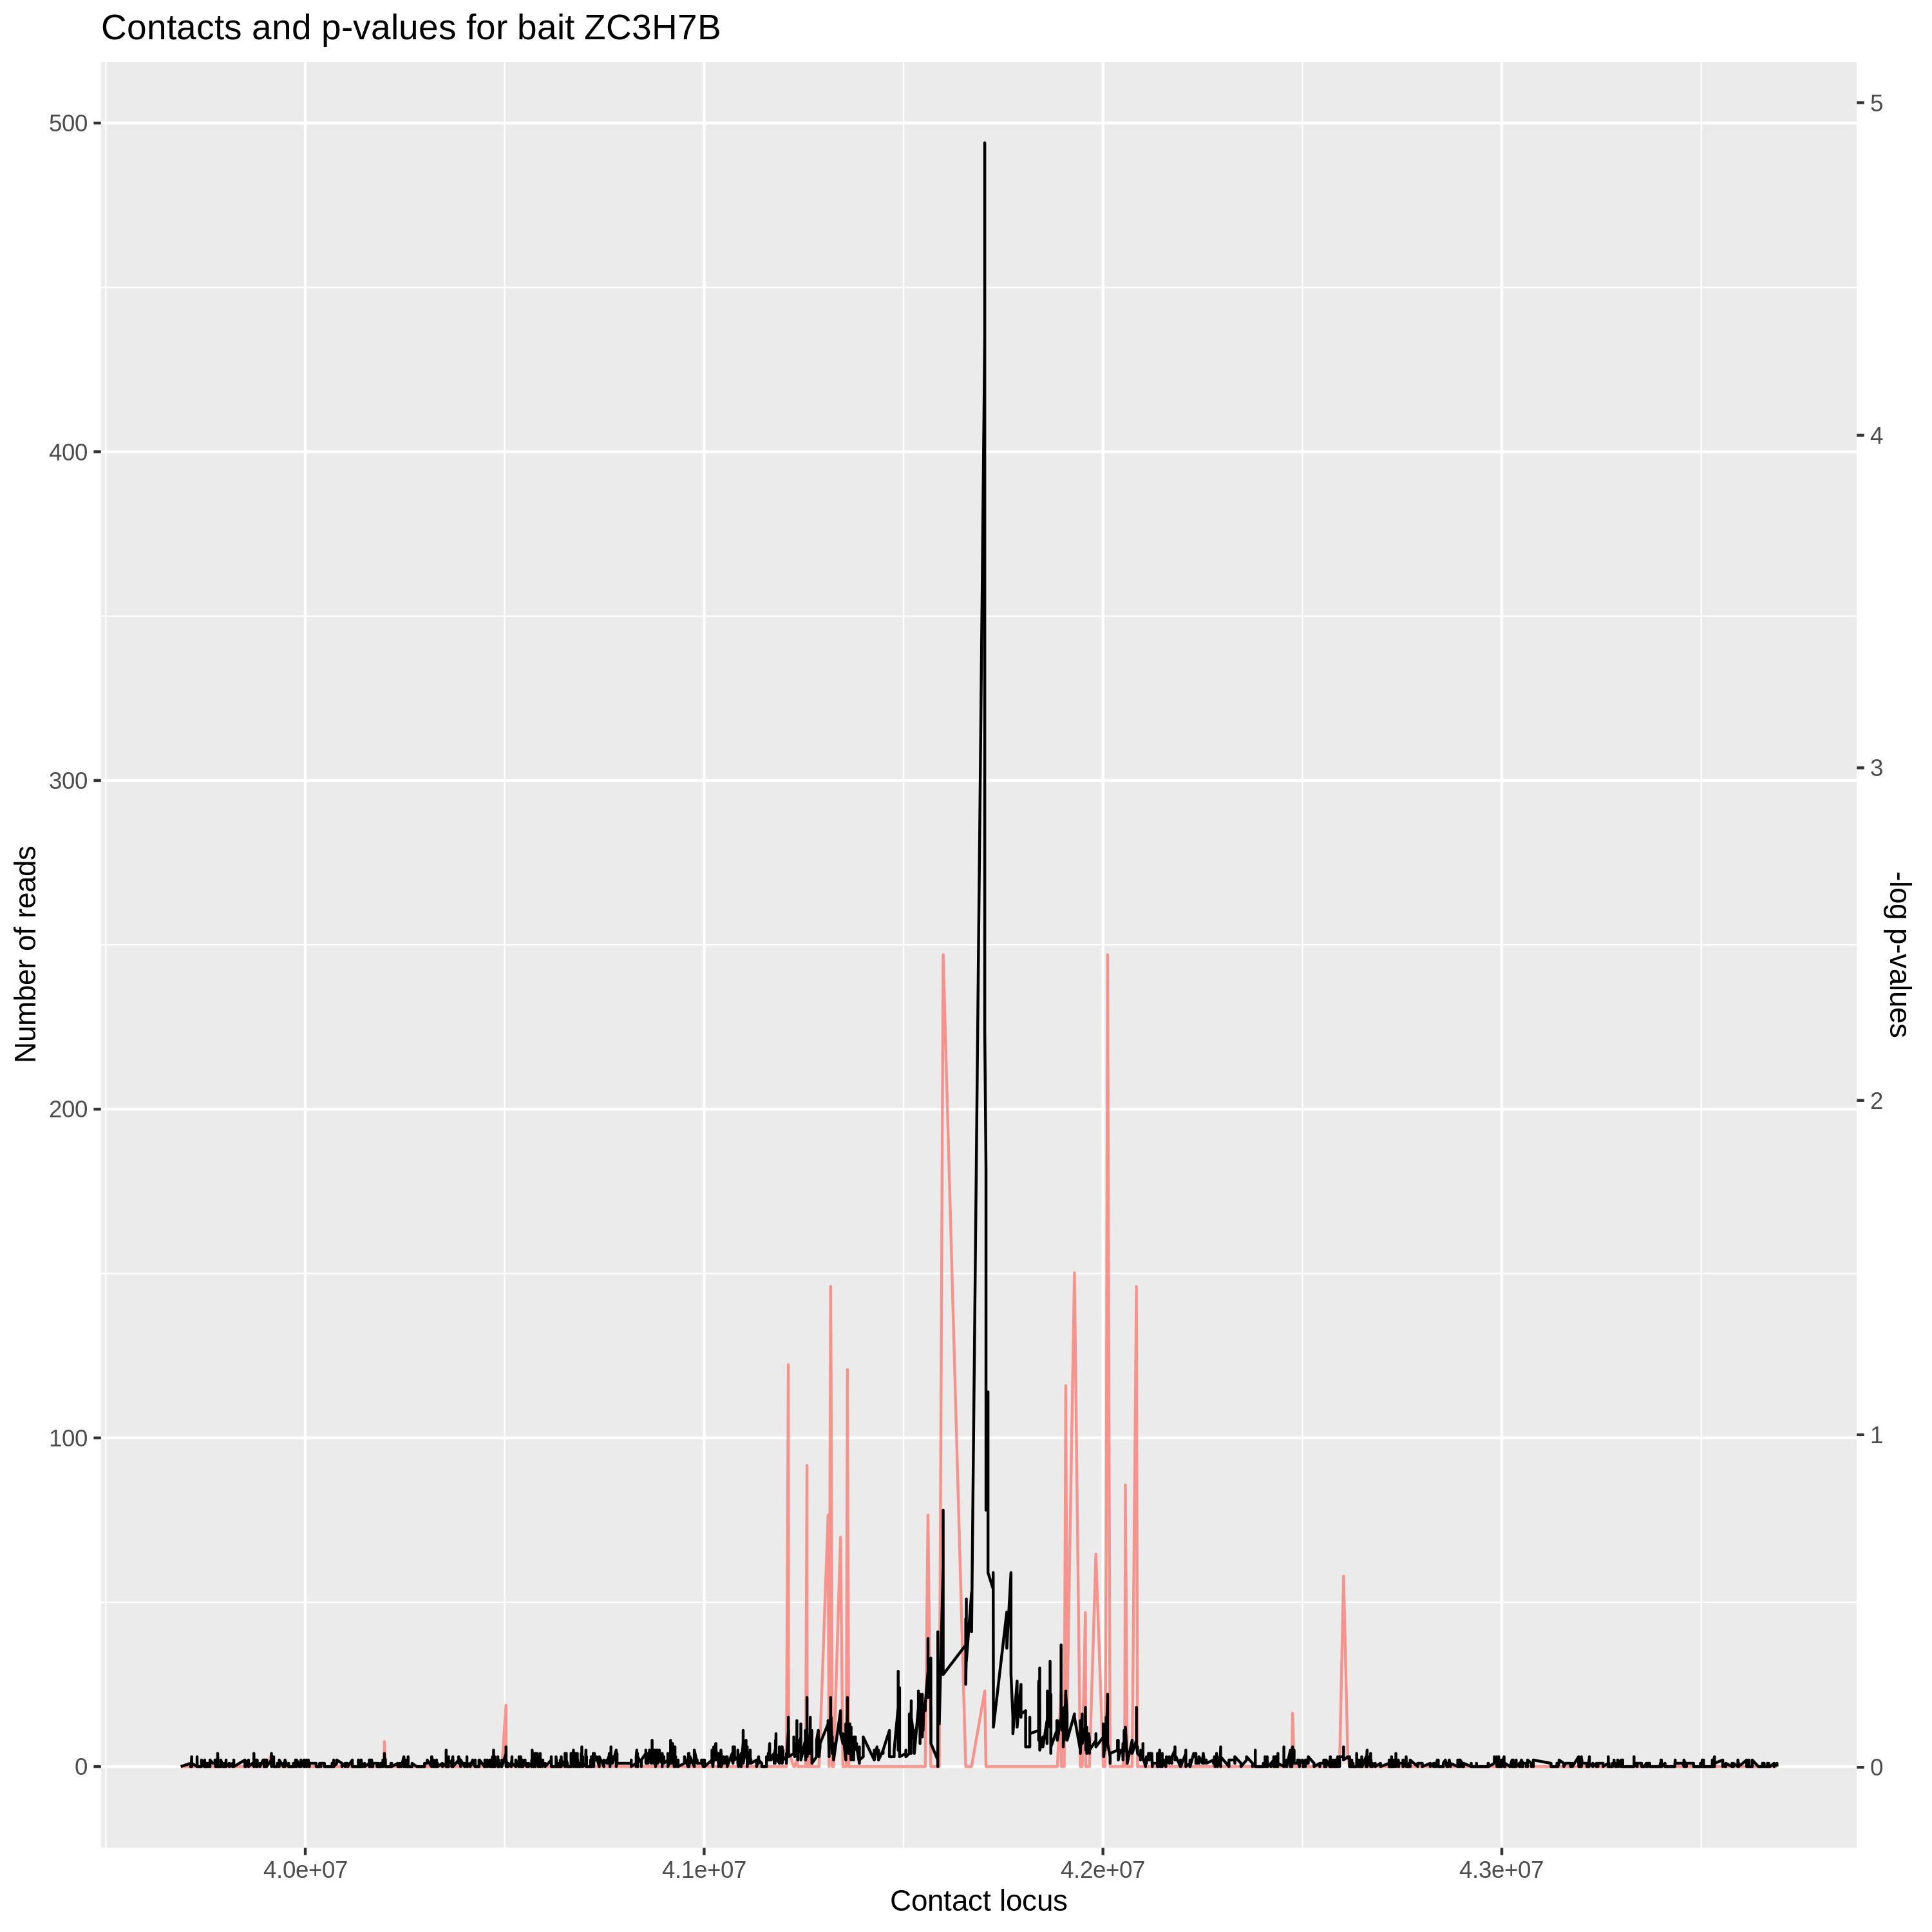 Contacts and p-values for bait ZC3H7B
500
400
300
200
100
0
Number of reads
5
4
3
2
1
0
-log p-values
4.0e+07
4.1e+07
4.2e+07
4.3e+07
Contact locus